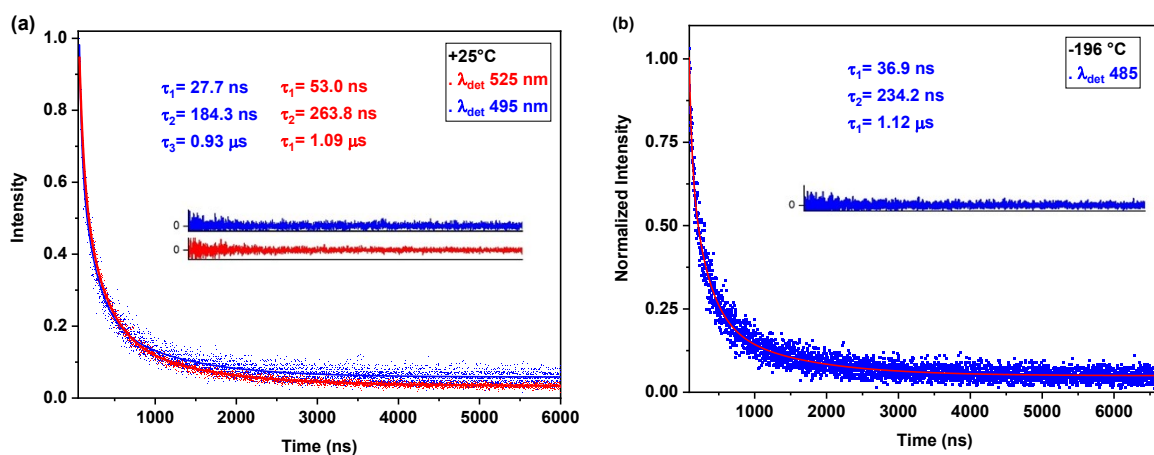 (a)
+25°C
. λdet 525 nm
. λdet 495 nm
τ1= 27.7 ns
τ2= 184.3 ns
τ3= 0.93 μs
τ1= 53.0 ns
τ2= 263.8 ns
τ1= 1.09 μs
0
0
Intensity
1.0
0.8
0.6
0.4
0.2
0.0
1000 2000 3000 4000 5000 6000
Time (ns)
(b)
-196 °C
. λdet 485
τ1= 36.9 ns
τ2= 234.2 ns
τ1= 1.12 μs
0
Normalized Intensity
1.00
0.75
0.50
0.25
0.00
1000 2000 3000 4000 5000 6000
Time (ns)